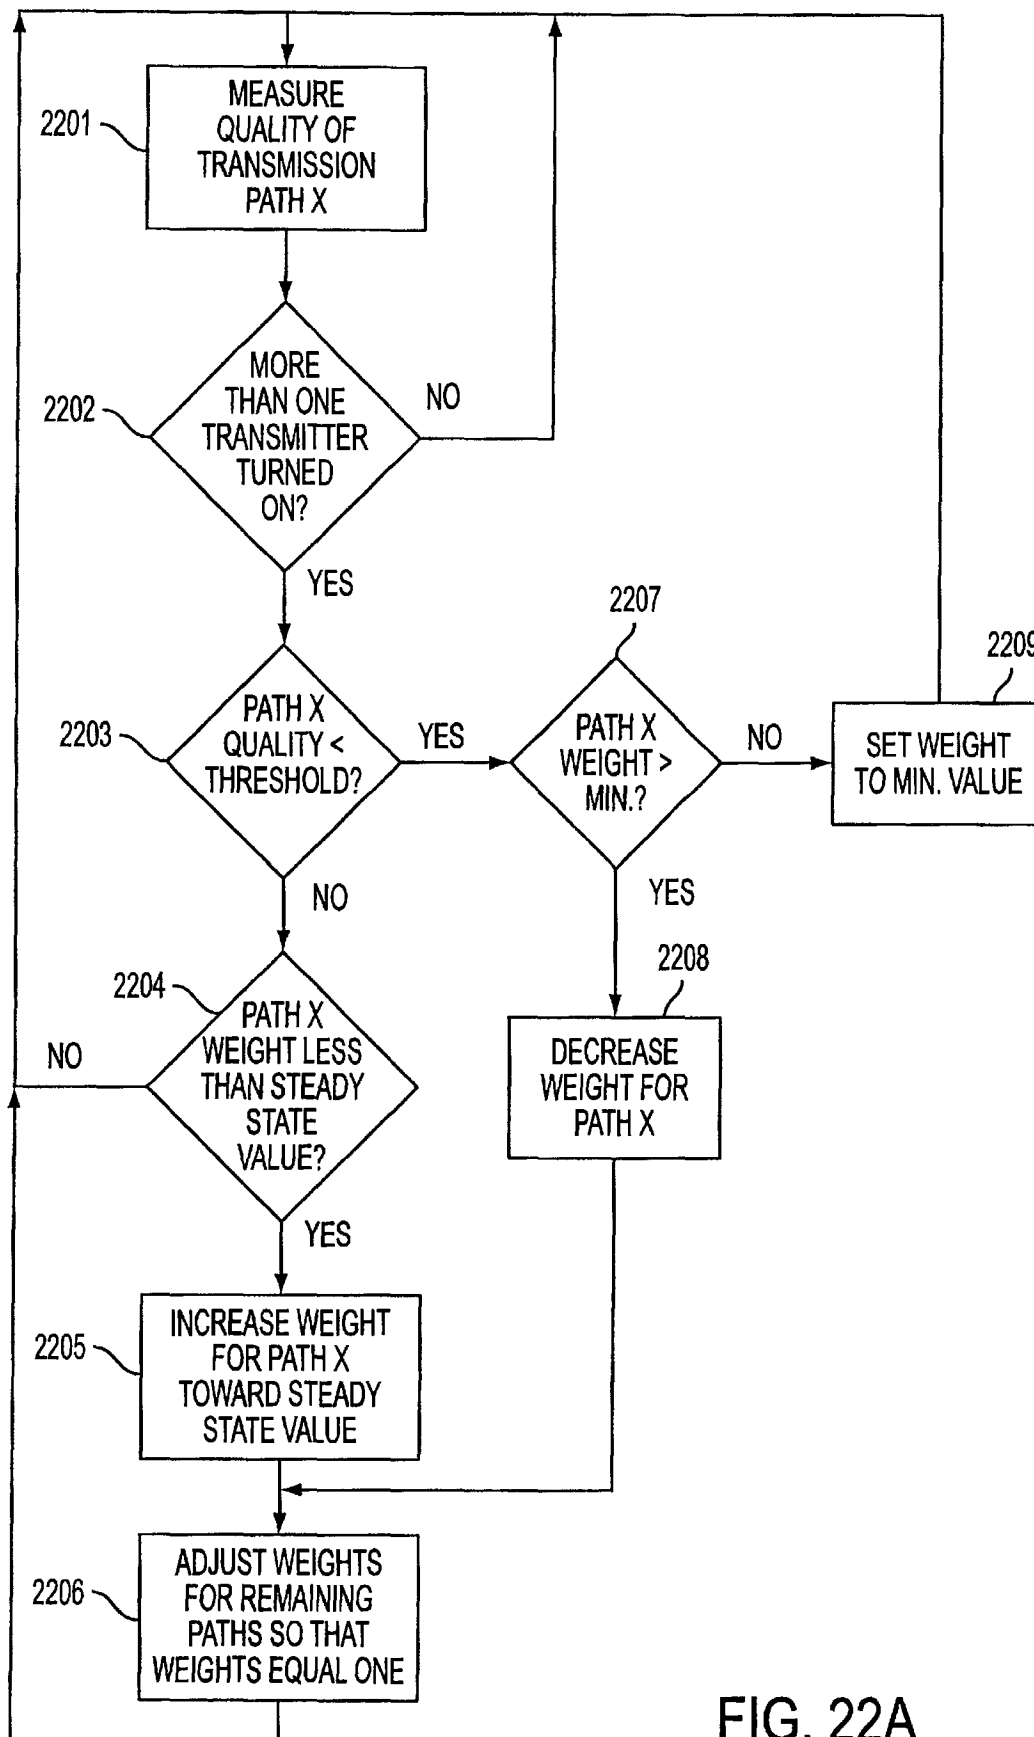 2201
MEASURE
QUALITY OF
TRANSMISSION
PATH X
2202
MORE
THAN ONE
TRANSMITTER
TURNED
ON?
NO
YES
2203
PATH X
QUALITY <
THRESHOLD?
YES
NO
2207
PATH X
WEIGHT >
MIN.?
NO
YES
2209
SET WEIGHT
TO MIN. VALUE
2204
PATH X
WEIGHT LESS
THAN STEADY
STATE
VALUE?
NO
YES
2208
DECREASE
WEIGHT FOR
PATH X
2205
INCREASE WEIGHT
FOR PATH X
TOWARD STEADY
STATE VALUE
2206
ADJUST WEIGHTS
FOR REMAINING
PATHS SO THAT
WEIGHTS EQUAL ONE
FIG. 22A